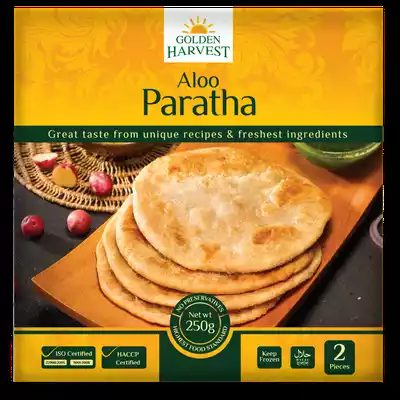 GOLDEN
HARVEST
Aloo
Paratha
Great taste from unique recipes & freshest ingredients
NO PRESERVATIVES
Net wt
250g
HIGHEST FOOD STANDARD
ISO Certified
HACCP
Certified
Keep
Frozen
حلال
2
Pieces